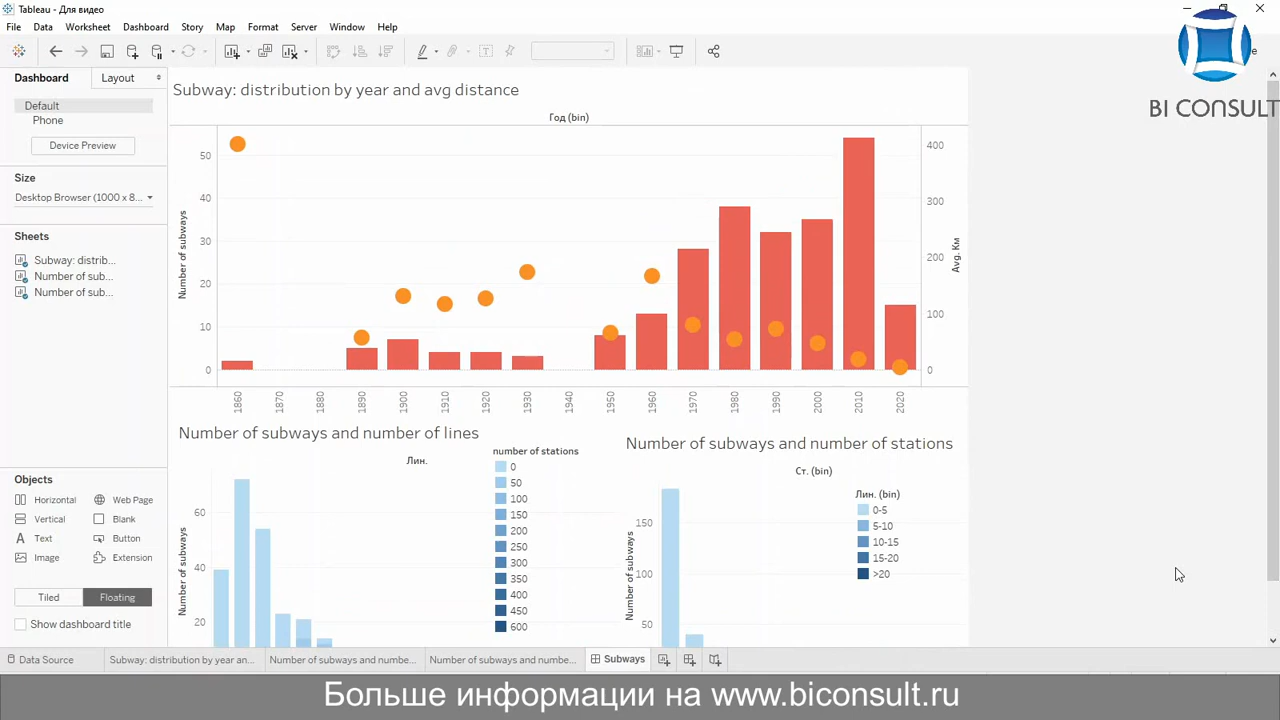 Tableau - Для видео
File Data Worksheet Dashboard Story Map Format Server Window Help
Dashboard Layout
Default
Phone
Device Preview
Size
Desktop Browser (1000 x 8...
Sheets
Subway: distrib...
Number of sub...
Number of sub...
Objects
Horizontal Web Page
Vertical Blank
Text Button
Image Extension
Tiled Floating
Show dashboard title
BI CONSULT
Subway: distribution by year and avg distance
Год (bin)
Number of subways
50
40
30
20
10
0
400
300
200
100
0
Avg. Км
1860 1870 1880 1890 1900 1910 1920 1930 1940 1950 1960 1970 1980 1990 2000 2010 2020
Number of subways and number of lines
Лин.
Number of subways
60
40
20
number of stations
0
50
100
150
200
250
300
350
400
450
600
Number of subways and number of stations
Ст. (bin)
Number of subways
150
100
50
Лин. (bin)
0-5
5-10
10-15
15-20
>20
Data Source Subway: distribution by year an... Number of subways and numbe... Number of subways and numbe... Subways
Больше информации на www.biconsult.ru